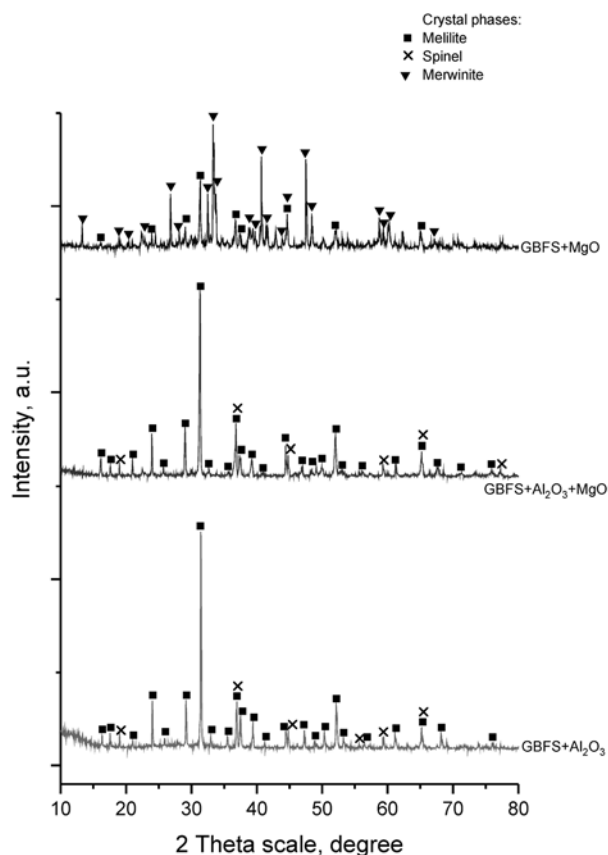 Crystal phases:
Melilite
Spinel
Merwinite
GBFS+MgO
GBFS+Al₂O₃+MgO
GBFS+Al₂O₃
Intensity, a.u.
10 20 30 40 50 60 70 80
2 Theta scale, degree